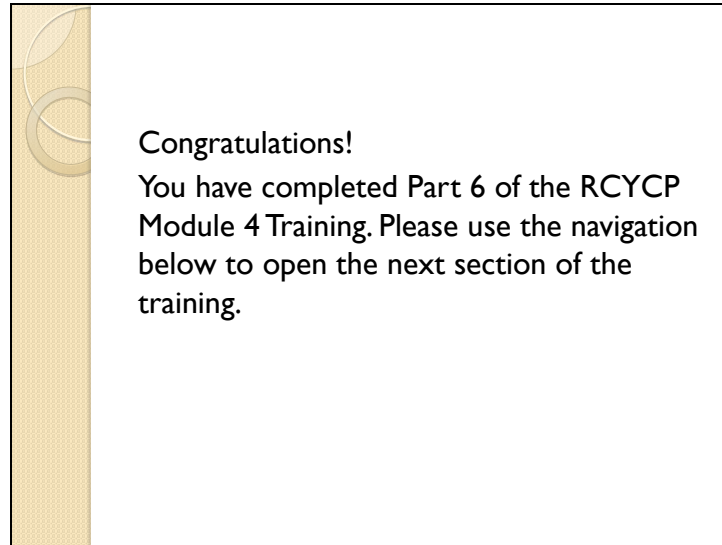 Congratulations!
You have completed Part 6 of the RCYCP
Module 4 Training. Please use the navigation
below to open the next section of the
training.